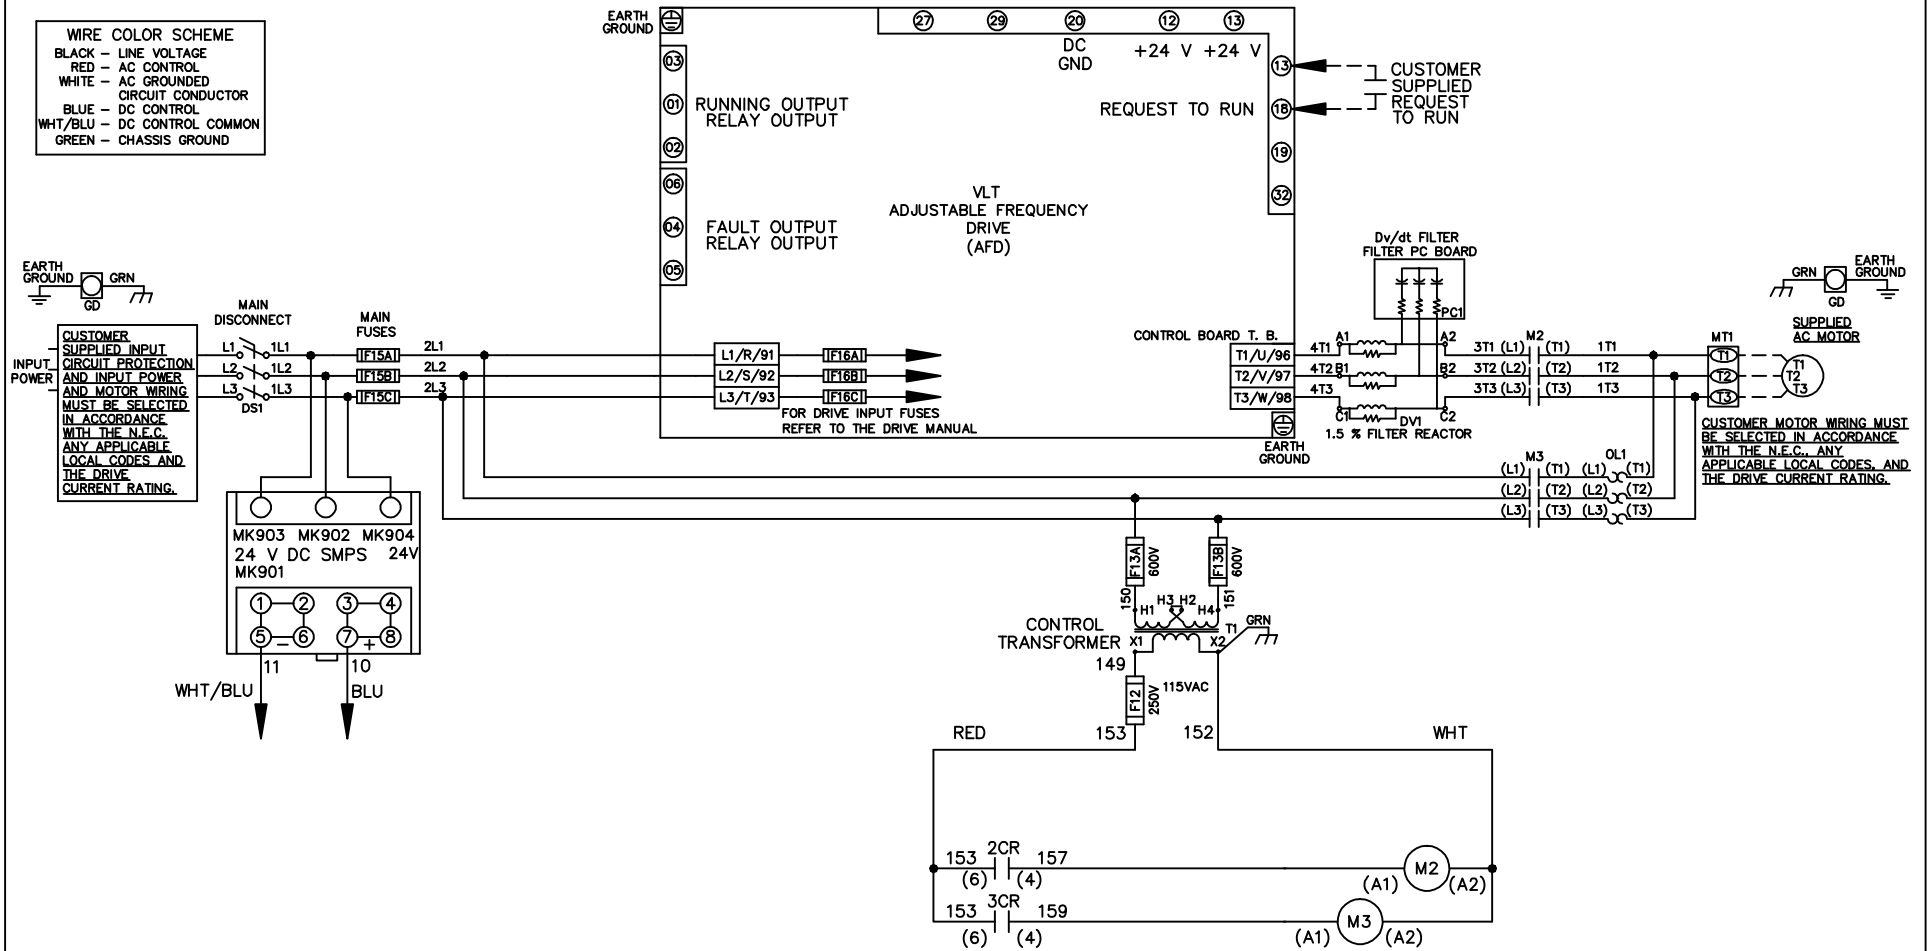 WIRE COLOR SCHEME
BLACK - LINE VOLTAGE
RED - AC CONTROL
WHITE - AC GROUNDED
CIRCUIT CONDUCTOR
BLUE - DC CONTROL
WHT/BLU - DC CONTROL COMMON
GREEN - CHASSIS GROUND
EARTH
GROUND
27
29
20
12
13
DC
GND
+24 V
+24 V
03
01
02
RUNNING OUTPUT
RELAY OUTPUT
06
04
05
FAULT OUTPUT
RELAY OUTPUT
VLT
ADJUSTABLE FREQUENCY
DRIVE
(AFD)
REQUEST TO RUN
13
18
19
32
CUSTOMER
SUPPLIED
REQUEST
TO RUN
EARTH
GROUND
GRN
GD
INPUT
POWER
CUSTOMER
SUPPLIED INPUT
CIRCUIT PROTECTION
AND INPUT POWER
AND MOTOR WIRING
MUST BE SELECTED
IN ACCORDANCE
WITH THE N.E.C.
ANY APPLICABLE
LOCAL CODES AND
THE DRIVE
CURRENT RATING.
MAIN
DISCONNECT
L1 1L1
L2 1L2
L3 1L3
DS1
MAIN
FUSES
F15A
F15B
F15C
2L1
2L2
2L3
L1/R/91
L2/S/92
L3/T/93
F16A
F16B
F16C
FOR DRIVE INPUT FUSES
REFER TO THE DRIVE MANUAL
CONTROL BOARD T. B.
T1/U/96
T2/V/97
T3/W/98
EARTH
GROUND
Dv/dt FILTER
FILTER PC BOARD
PC1
4T1 A1 A2
4T2 B1 B2
4T3 C1 C2
DV1
1.5 % FILTER REACTOR
M2
3T1 (L1) (T1) 1T1
3T2 (L2) (T2) 1T2
3T3 (L3) (T3) 1T3
MT1
T1
T2
T3
T1
T2
T3
GRN
GD
EARTH
GROUND
SUPPLIED
AC MOTOR
CUSTOMER MOTOR WIRING MUST
BE SELECTED IN ACCORDANCE
WITH THE N.E.C., ANY
APPLICABLE LOCAL CODES, AND
THE DRIVE CURRENT RATING.
M3 OL1
(L1) (T1) (L1) (T1)
(L2) (T2) (L2) (T2)
(L3) (T3) (L3) (T3)
MK903 MK902 MK904
24 V DC SMPS 24V
MK901
1 2 3 4
5 - 6 7 + 8
11
10
WHT/BLU
BLU
F13A
600V
F13B
600V
150
151
H1 H3 H2 H4
CONTROL
TRANSFORMER
X1 X2
T1
GRN
149
F12
250V
115VAC
153
152
RED
WHT
153 2CR 157
(6) (4)
M2
(A1) (A2)
153 3CR 159
(6) (4)
M3
(A1) (A2)